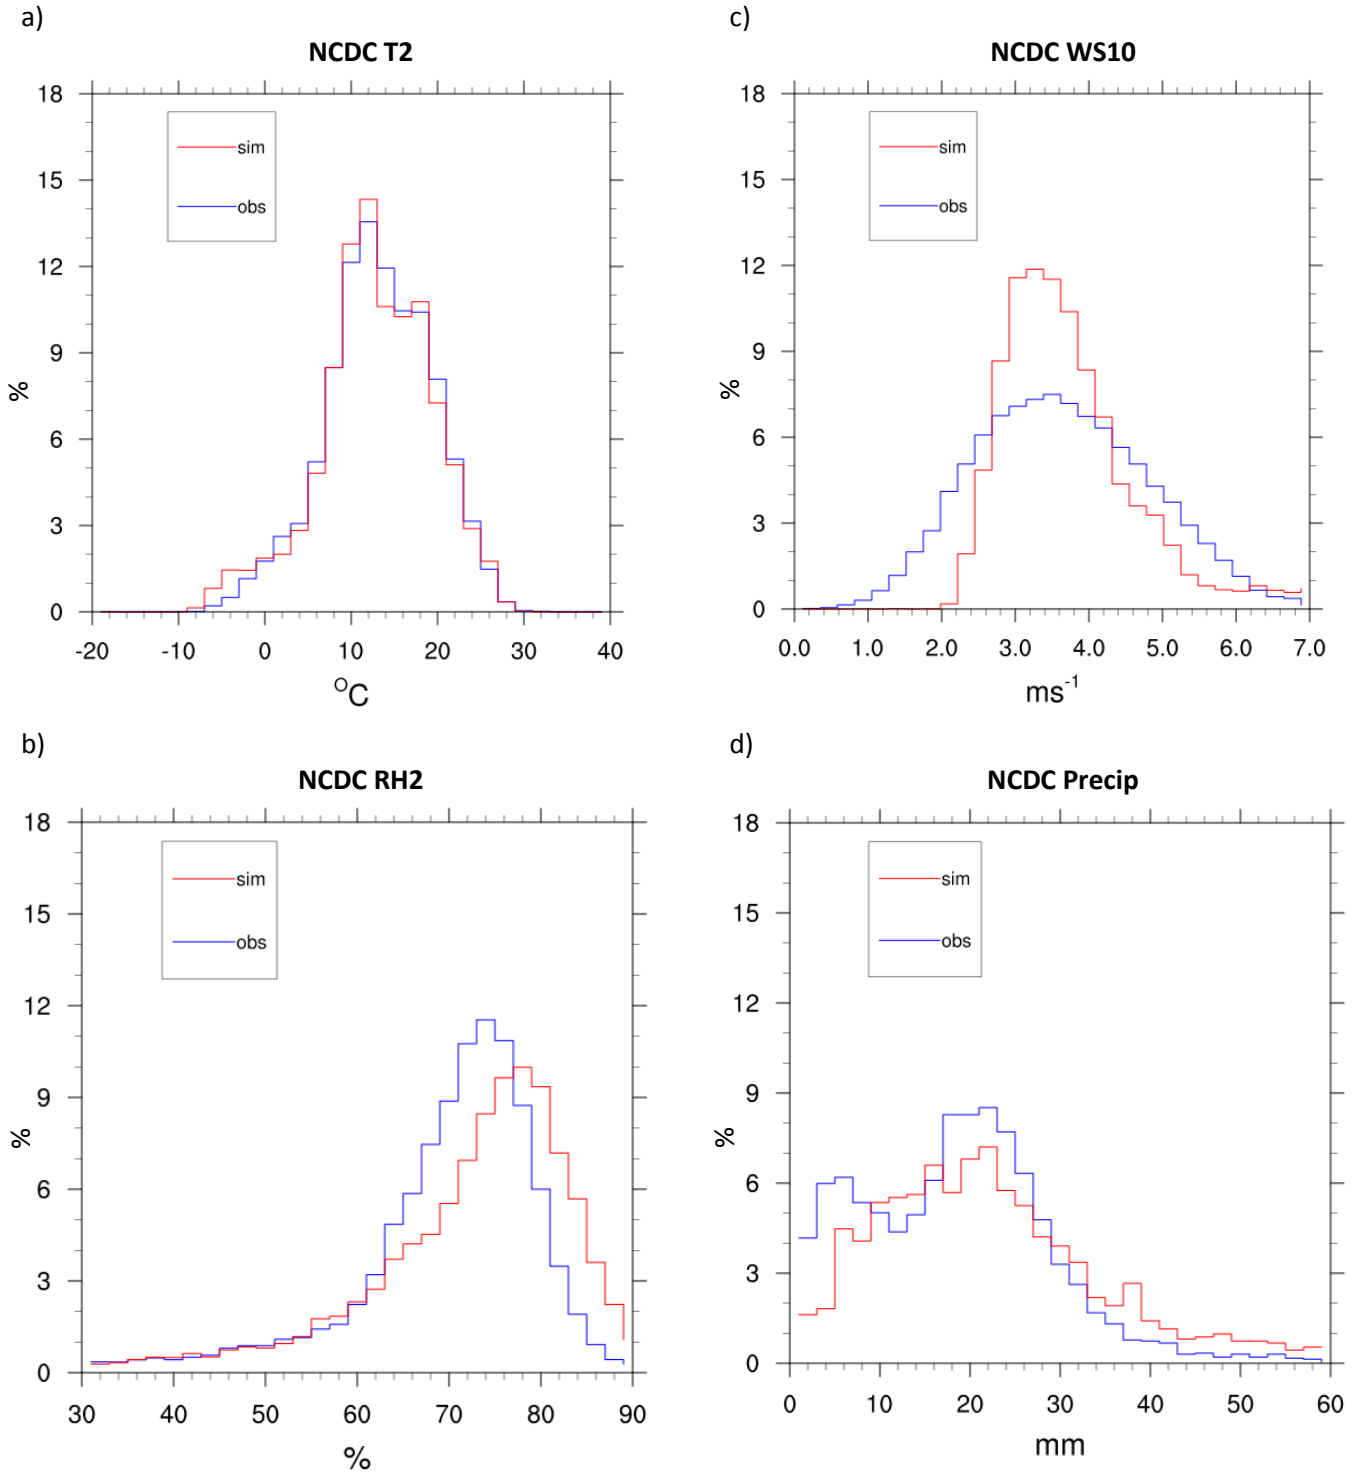 a)
NCDC T2
18
15
12
9
6
3
0
%
sim
obs
-20 -10 0 10 20 30 40
°C
c)
NCDC WS10
18
15
12
9
6
3
0
%
sim
obs
0.0 1.0 2.0 3.0 4.0 5.0 6.0 7.0
ms⁻¹
b)
NCDC RH2
18
15
12
9
6
3
0
%
sim
obs
30 40 50 60 70 80 90
%
d)
NCDC Precip
18
15
12
9
6
3
0
%
sim
obs
0 10 20 30 40 50 60
mm